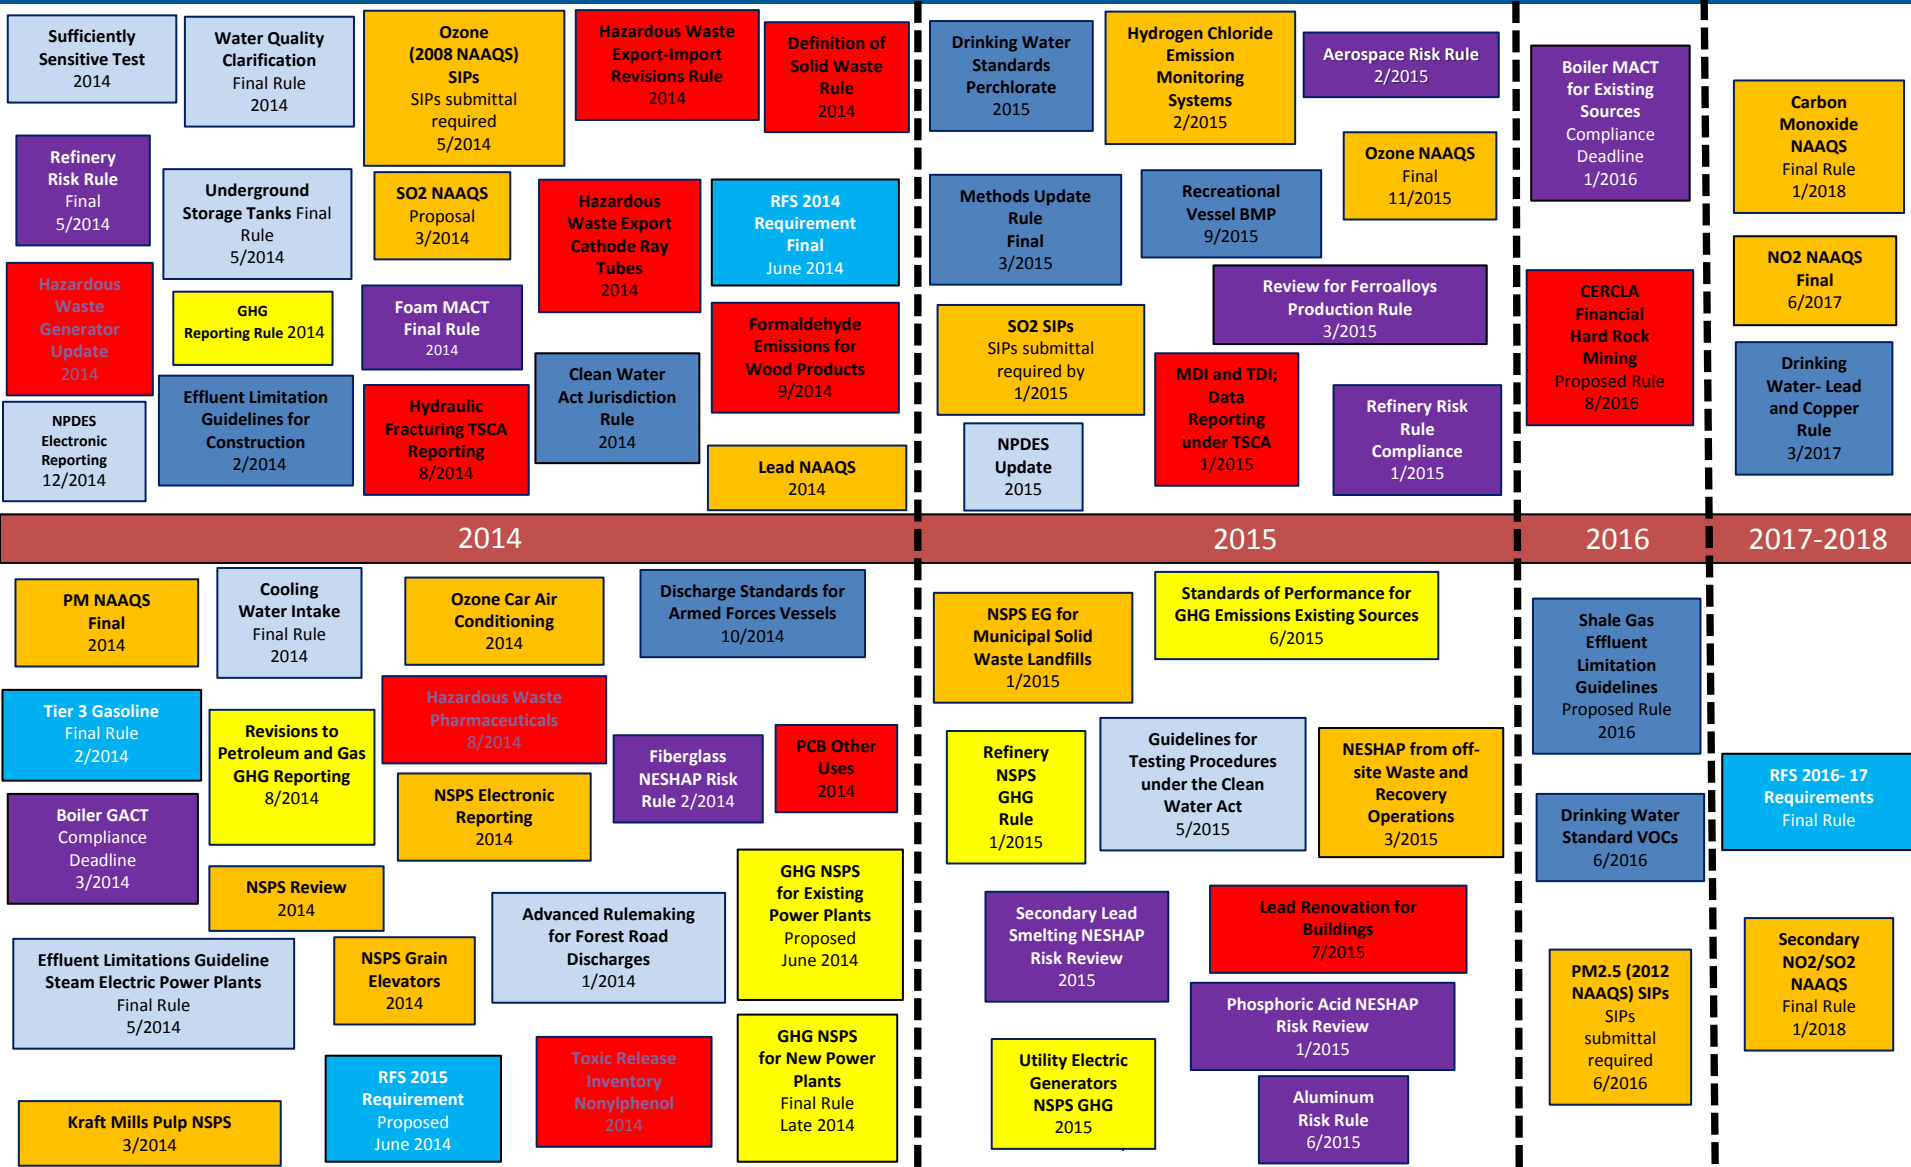 Sufficiently
Sensitive Test
2014
Water Quality
Clarification
Final Rule
2014
Ozone
(2008 NAAQS)
SIPs
SIPs submittal
required
5/2014
Hazardous Waste
Export-Import
Revisions Rule
2014
Definition of
Solid Waste
Rule
2014
Refinery
Risk Rule
Final
5/2014
Underground
Storage Tanks Final
Rule
5/2014
SO2 NAAQS
Proposal
3/2014
Hazardous
Waste Export
Cathode Ray
Tubes
2014
RFS 2014
Requirement
Final
June 2014
Hazardous
Waste
Generator
Update
2014
GHG
Reporting Rule 2014
Foam MACT
Final Rule
2014
Formaldehyde
Emissions for
Wood Products
9/2014
NPDES
Electronic
Reporting
12/2014
Effluent Limitation
Guidelines for
Construction
2/2014
Hydraulic
Fracturing TSCA
Reporting
8/2014
Clean Water
Act Jurisdiction
Rule
2014
Lead NAAQS
2014
Drinking Water
Standards
Perchlorate
2015
Hydrogen Chloride
Emission
Monitoring
Systems
2/2015
Aerospace Risk Rule
2/2015
Ozone NAAQS
Final
11/2015
Methods Update
Rule
Final
3/2015
Recreational
Vessel BMP
9/2015
Review for Ferroalloys
Production Rule
3/2015
SO2 SIPs
SIPs submittal
required by
1/2015
MDI and TDI;
Data
Reporting
under TSCA
1/2015
Refinery Risk
Rule
Compliance
1/2015
NPDES
Update
2015
Boiler MACT
for Existing
Sources
Compliance
Deadline
1/2016
CERCLA
Financial
Hard Rock
Mining
Proposed Rule
8/2016
Carbon
Monoxide
NAAQS
Final Rule
1/2018
NO2 NAAQS
Final
6/2017
Drinking
Water- Lead
and Copper
Rule
3/2017
2014
2015
2016
2017-2018
PM NAAQS
Final
2014
Cooling
Water Intake
Final Rule
2014
Ozone Car Air
Conditioning
2014
Discharge Standards for
Armed Forces Vessels
10/2014
Tier 3 Gasoline
Final Rule
2/2014
Revisions to
Petroleum and Gas
GHG Reporting
8/2014
Hazardous Waste
Pharmaceuticals
8/2014
Fiberglass
NESHAP Risk
Rule 2/2014
PCB Other
Uses
2014
Boiler GACT
Compliance
Deadline
3/2014
NSPS Electronic
Reporting
2014
NSPS Review
2014
Advanced Rulemaking
for Forest Road
Discharges
1/2014
GHG NSPS
for Existing
Power Plants
Proposed
June 2014
Effluent Limitations Guideline
Steam Electric Power Plants
Final Rule
5/2014
NSPS Grain
Elevators
2014
GHG NSPS
for New Power
Plants
Final Rule
Late 2014
Kraft Mills Pulp NSPS
3/2014
RFS 2015
Requirement
Proposed
June 2014
Toxic Release
Inventory
Nonylphenol
2014
NSPS EG for
Municipal Solid
Waste Landfills
1/2015
Standards of Performance for
GHG Emissions Existing Sources
6/2015
Refinery
NSPS
GHG
Rule
1/2015
Guidelines for
Testing Procedures
under the Clean
Water Act
5/2015
NESHAP from off-
site Waste and
Recovery
Operations
3/2015
Secondary Lead
Smelting NESHAP
Risk Review
2015
Lead Renovation for
Buildings
7/2015
Phosphoric Acid NESHAP
Risk Review
1/2015
Utility Electric
Generators
NSPS GHG
2015
Aluminum
Risk Rule
6/2015
Shale Gas
Effluent
Limitation
Guidelines
Proposed Rule
2016
Drinking Water
Standard VOCs
6/2016
PM2.5 (2012
NAAQS) SIPs
SIPs
submittal
required
6/2016
RFS 2016- 17
Requirements
Final Rule
Secondary
NO2/SO2
NAAQS
Final Rule
1/2018